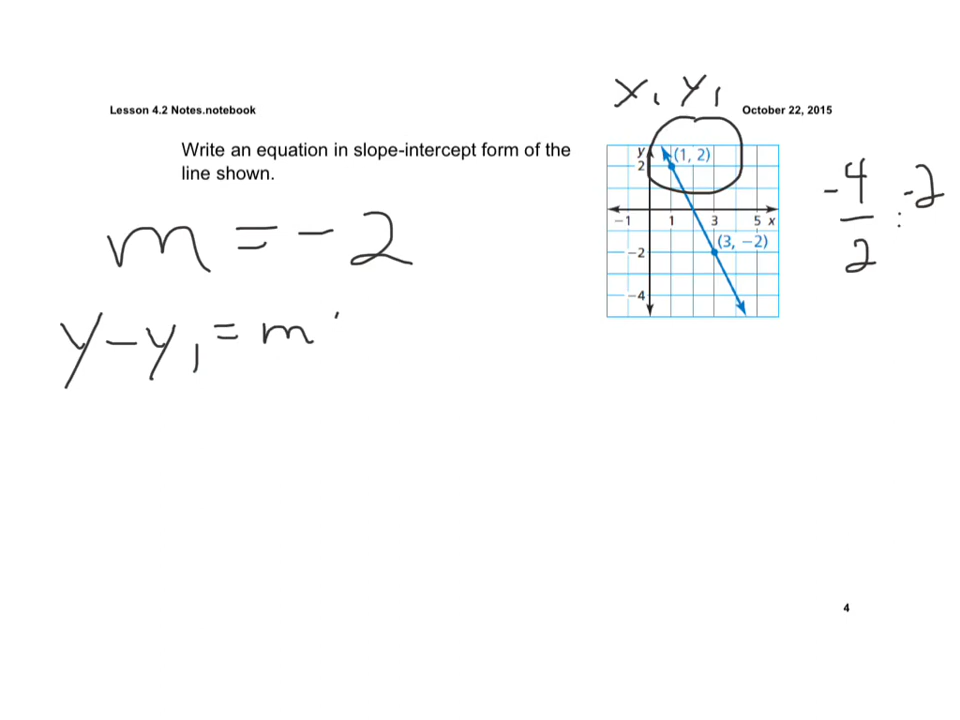 x₁ y₁
Lesson 4.2 Notes.notebook October 22, 2015
Write an equation in slope-intercept form of the
line shown.
y
2
(1, 2)
−1 1 3 5 x
(3, −2)
−2
−4
-4
2
: -2
m = -2
y-y₁ = m '
4